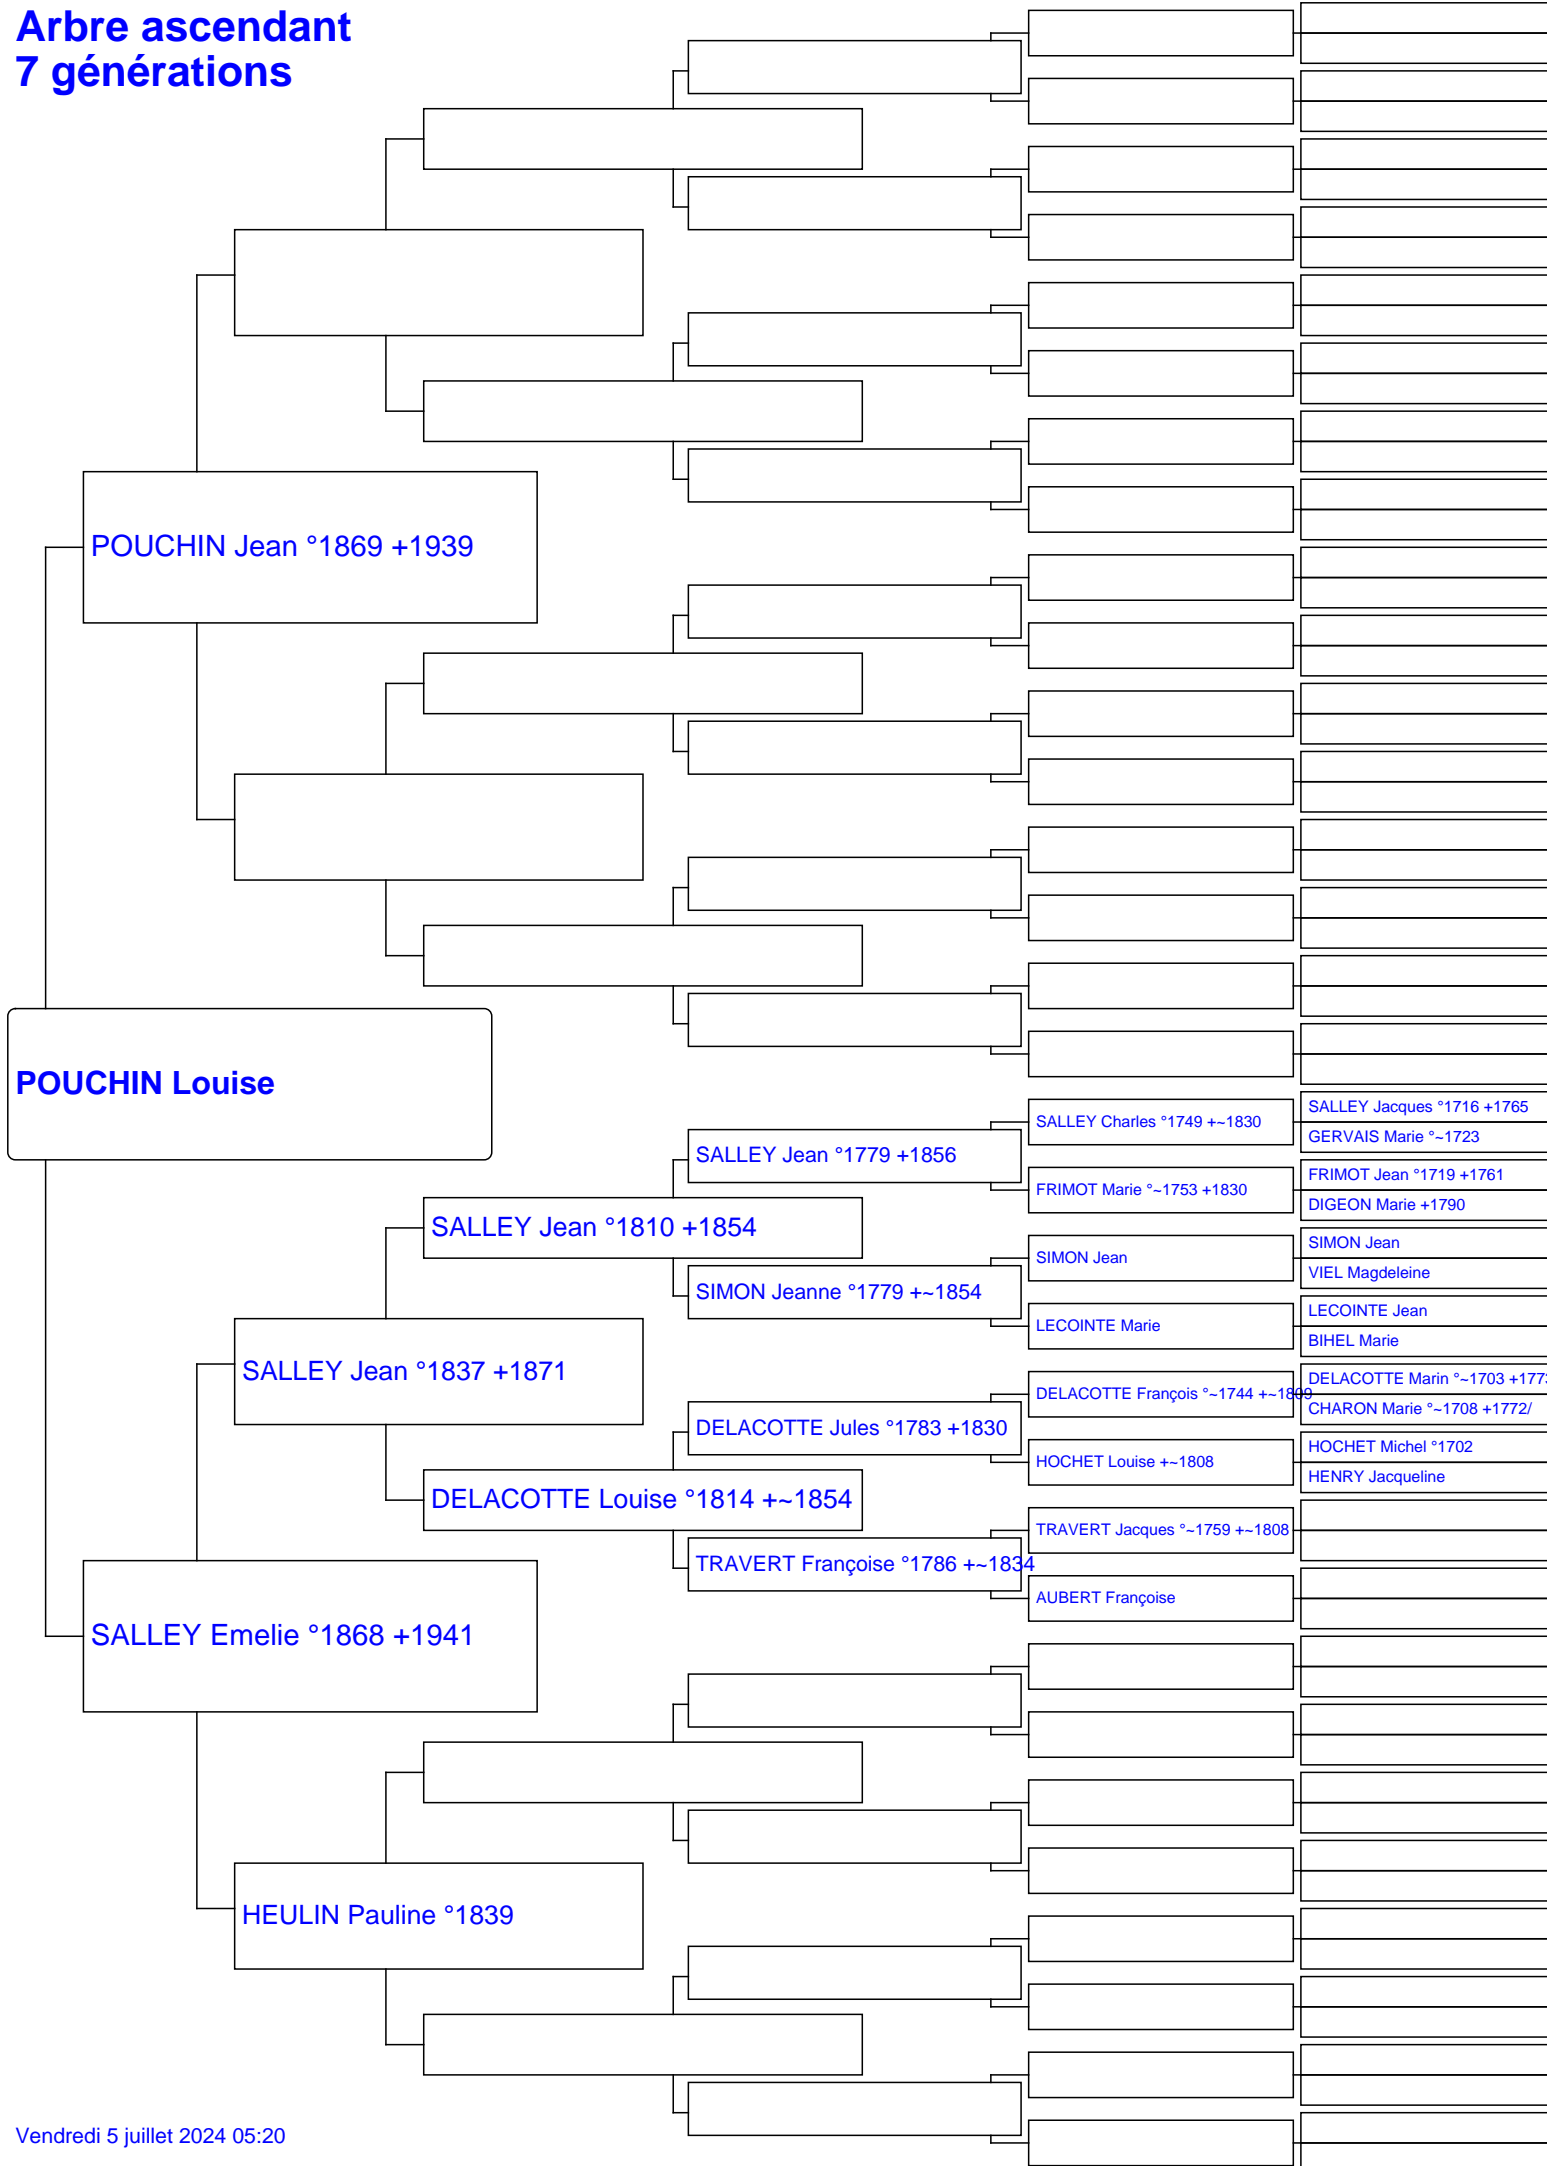 Arbre ascendant
7 générations
POUCHIN Jean °1869 +1939
POUCHIN Louise
SALLEY Charles °1749 +~1830
SALLEY Jacques °1716 +1765
GERVAIS Marie °~1723
SALLEY Jean °1779 +1856
FRIMOT Marie °~1753 +1830
FRIMOT Jean °1719 +1761
DIGEON Marie +1790
SALLEY Jean °1810 +1854
SIMON Jean
SIMON Jean
VIEL Magdeleine
SIMON Jeanne °1779 +~1854
LECOINTE Marie
LECOINTE Jean
BIHEL Marie
SALLEY Jean °1837 +1871
DELACOTTE François °~1744 +~1809
DELACOTTE Marin °~1703 +1773
CHARON Marie °~1708 +1772/
DELACOTTE Jules °1783 +1830
HOCHET Louise +~1808
HOCHET Michel °1702
HENRY Jacqueline
DELACOTTE Louise °1814 +~1854
TRAVERT Jacques °~1759 +~1808
TRAVERT Françoise °1786 +~1834
AUBERT Françoise
SALLEY Emelie °1868 +1941
HEULIN Pauline °1839
Vendredi 5 juillet 2024 05:20